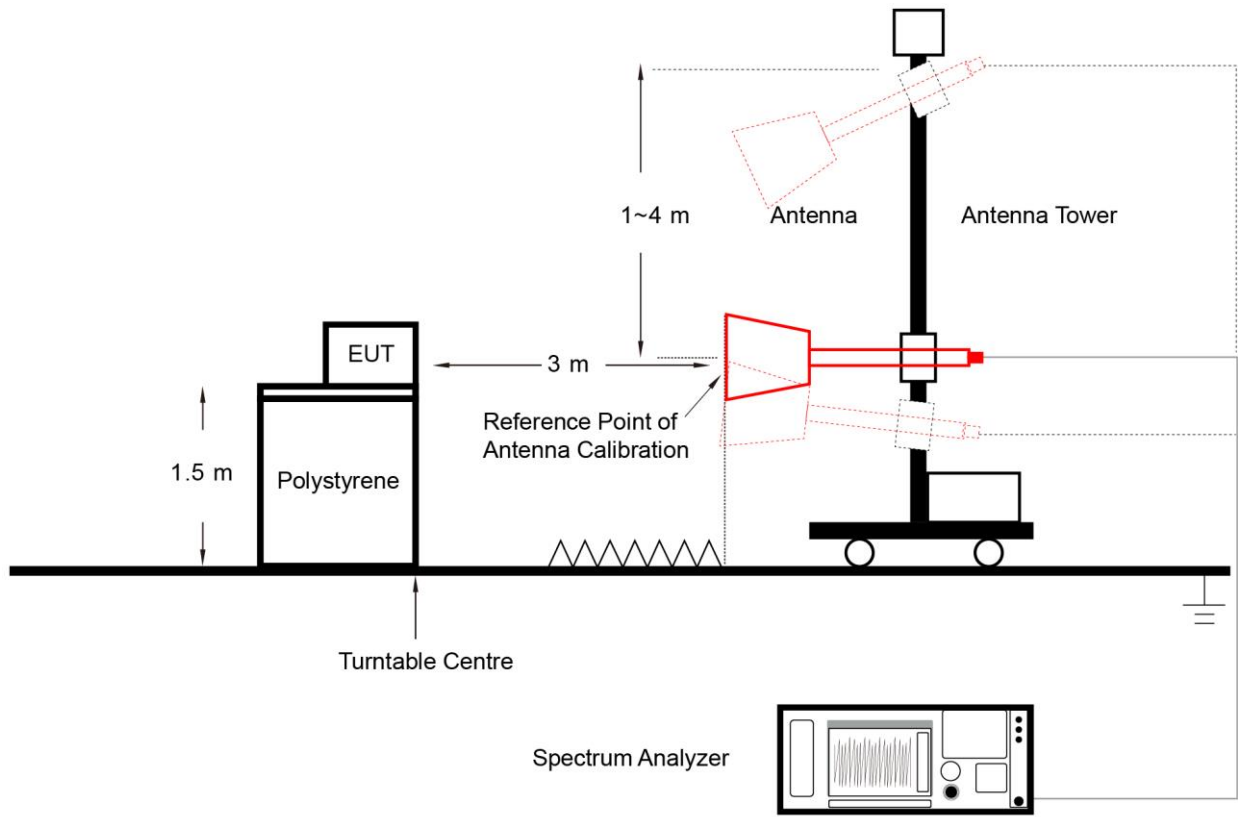 1~4 m
Antenna
Antenna Tower
EUT
3 m
Reference Point of
Antenna Calibration
1.5 m
Polystyrene
Turntable Centre
Spectrum Analyzer